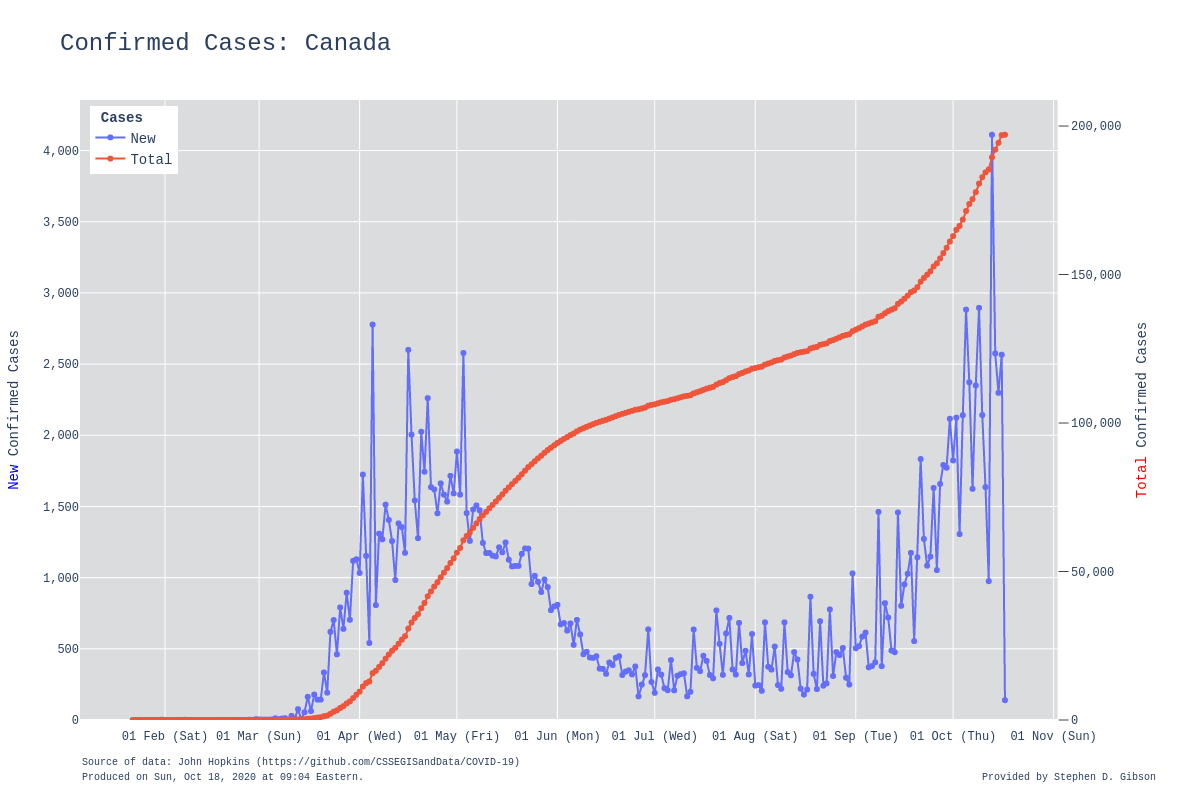 Confirmed Cases: Canada
Cases
New
Total
4,000
3,500
3,000
2,500
2,000
1,500
1,000
500
0
200,000
150,000
100,000
50,000
0
New Confirmed Cases
Total Confirmed Cases
01 Feb (Sat) 01 Mar (Sun) 01 Apr (Wed) 01 May (Fri) 01 Jun (Mon) 01 Jul (Wed) 01 Aug (Sat) 01 Sep (Tue) 01 Oct (Thu) 01 Nov (Sun)
Source of data: John Hopkins (https://github.com/CSSEGISandData/COVID-19)
Produced on Sun, Oct 18, 2020 at 09:04 Eastern.
Provided by Stephen D. Gibson